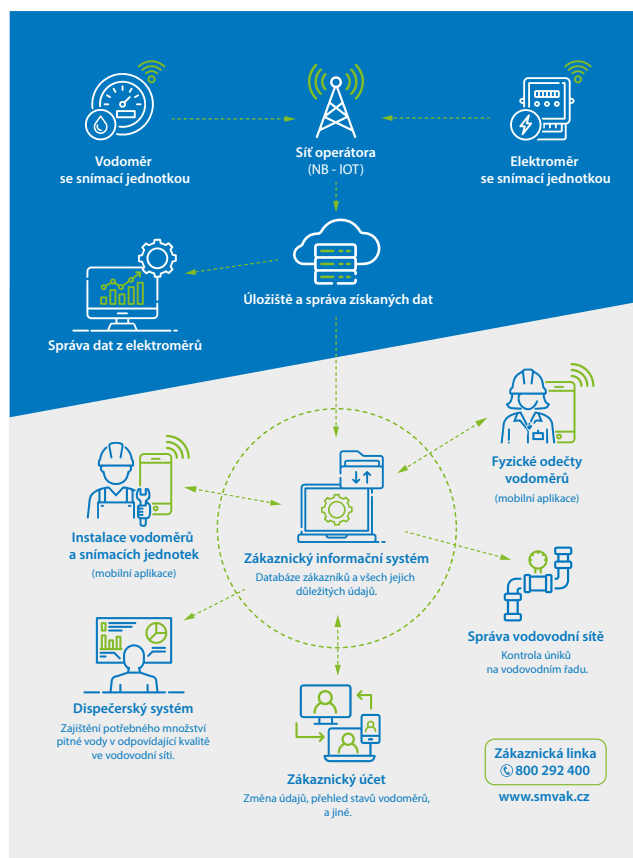 Vodoměr
se snímací jednotkou
Síť operátora
(NB - IOT)
Elektroměr
se snímací jednotkou
Úložiště a správa získaných dat
Správa dat z elektroměrů
Fyzické odečty
vodoměrů
(mobilní aplikace)
Instalace vodoměrů
a snímacích jednotek
(mobilní aplikace)
Zákaznický informační systém
Databáze zákazníků a všech jejich
důležitých údajů.
Správa vodovodní sítě
Kontrola úniků
na vodovodním řadu.
Dispečerský systém
Zajištění potřebného množství
pitné vody v odpovídající kvalitě
ve vodovodní síti.
Zákaznický účet
Změna údajů, přehled stavů vodoměrů,
a jiné.
Zákaznická linka
800 292 400
www.smvak.cz